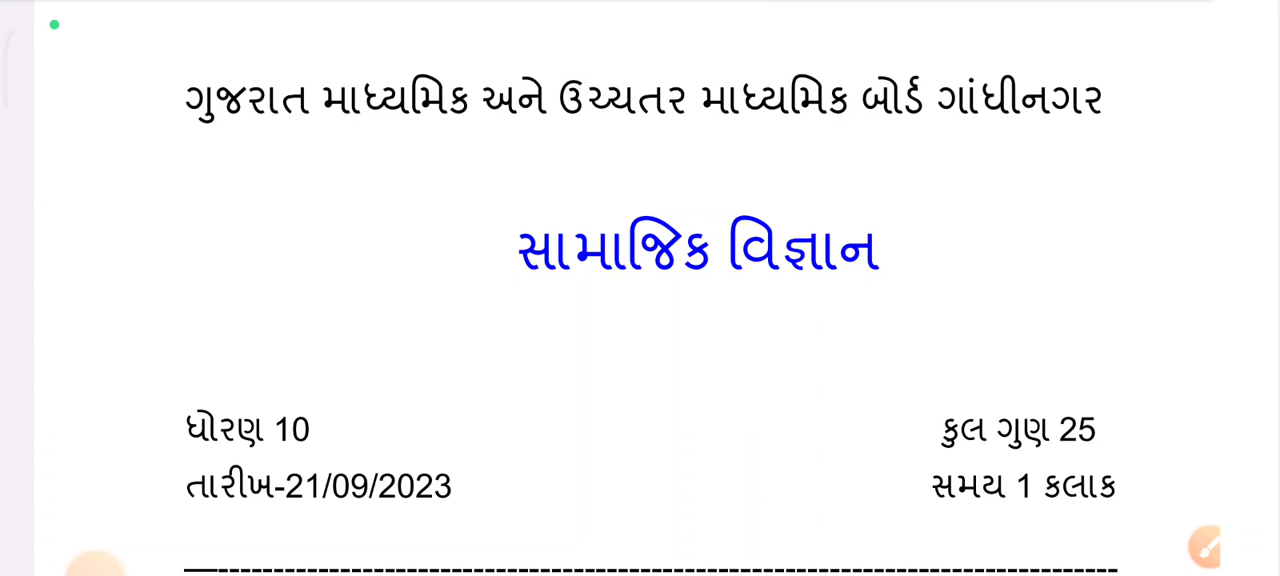 ગુજરાત માધ્યમિક અને ઉચ્ચતર માધ્યમિક બોર્ડ ગાંધીનગર
સામાજિક વિજ્ઞાન
ધોરણ 10
કુલ ગુણ 25
તારીખ-21/09/2023
સમય 1 કલાક